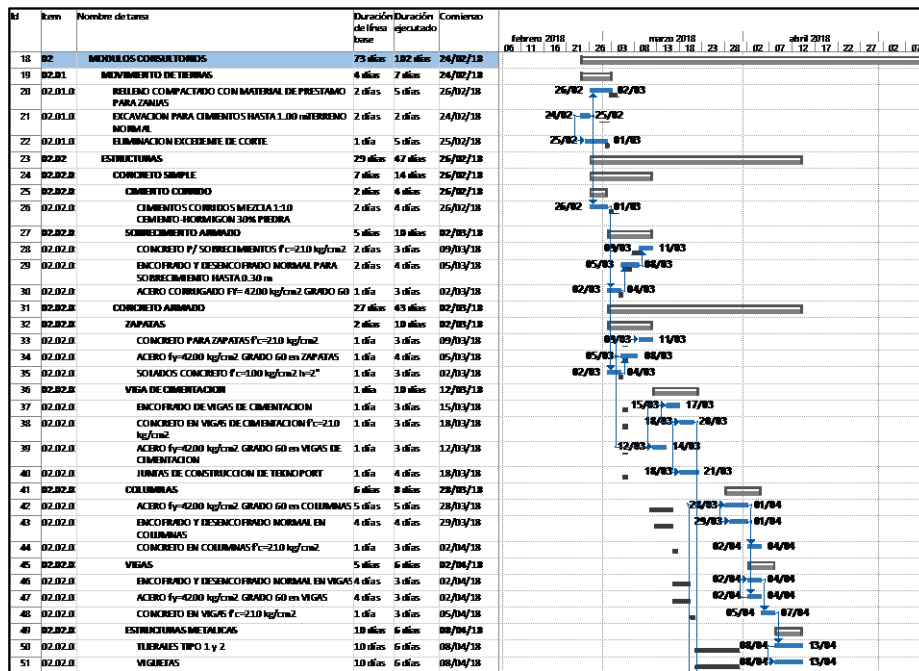 Id Item Nombre de tarea Duración de línea base Duración ejecutado Comienzo
febrero 2018 marzo 2018 abril 2018
06 11 16 21 26 03 08 13 18 23 28 02 07 12 17 22 27 02 07
18 02 MODULOS CONSULTORIOS 73 días 102 días 24/02/18
19 02.01 MOVIMIENTO DE TIERRAS 4 días 7 días 24/02/18
20 02.01.0 RELLENO COMPACTADO CON MATERIAL DE PRESTAMO PARA ZANJAS 2 días 5 días 26/02/18 26/02 02/03
21 02.01.0 EXCAVACION PARA CIMIENTOS HASTA 1.00 mTERRENO NORMAL 2 días 2 días 24/02/18 24/02 25/02
22 02.01.0 ELIMINACION EXCEDENTE DE CORTE 1 día 5 días 25/02/18 25/02 01/03
23 02.02 ESTRUCTURAS 29 días 47 días 26/02/18
24 02.02.0 CONCRETO SIMPLE 7 días 14 días 26/02/18
25 02.02.0 CIMIENTO CORRIDO 2 días 4 días 26/02/18
26 02.02.0 CIMIENTOS CORRIDOS MEZCLA 1:10 CEMENTO-HORMIGON 30% PIEDRA 2 días 4 días 26/02/18 26/02 01/03
27 02.02.0 SOBRECIMIENTO ARMADO 5 días 10 días 02/03/18
28 02.02.0 CONCRETO P/ SOBRECIMIENTOS f'c=210 kg/cm2 2 días 3 días 09/03/18 09/03 11/03
29 02.02.0 ENCOFRADO Y DESENCOFRADO NORMAL PARA SOBRECIMIENTO HASTA 0.30 m 2 días 4 días 05/03/18 05/03 08/03
30 02.02.0 ACERO CORRUGADO FY= 4200 kg/cm2 GRADO 60 1 día 3 días 02/03/18 02/03 04/03
31 02.02.0 CONCRETO ARMADO 27 días 43 días 02/03/18
32 02.02.0 ZAPATAS 2 días 10 días 02/03/18
33 02.02.0 CONCRETO PARA ZAPATAS f'c=210 kg/cm2 1 día 3 días 09/03/18 09/03 11/03
34 02.02.0 ACERO fy=4200 kg/cm2 GRADO 60 en ZAPATAS 1 día 4 días 05/03/18 05/03 08/03
35 02.02.0 SOLADOS CONCRETO f'c=100 kg/cm2 h=2" 1 día 3 días 02/03/18 02/03 04/03
36 02.02.0 VIGA DE CIMENTACION 1 día 10 días 12/03/18
37 02.02.0 ENCOFRADO DE VIGAS DE CIMENTACION 1 día 3 días 15/03/18 15/03 17/03
38 02.02.0 CONCRETO EN VIGAS DE CIMENTACION f'c=210 kg/cm2 1 día 3 días 18/03/18 18/03 20/03
39 02.02.0 ACERO fy=4200 kg/cm2 GRADO 60 en VIGAS DE CIMENTACION 1 día 3 días 12/03/18 12/03 14/03
40 02.02.0 JUNTAS DE CONSTRUCCION DE TEKNOPORT 1 día 4 días 18/03/18 18/03 21/03
41 02.02.0 COLUMNAS 6 días 8 días 28/03/18
42 02.02.0 ACERO fy=4200 kg/cm2 GRADO 60 en COLUMNAS 5 días 5 días 28/03/18 28/03 01/04
43 02.02.0 ENCOFRADO Y DESENCOFRADO NORMAL EN COLUMNAS 4 días 4 días 29/03/18 29/03 01/04
44 02.02.0 CONCRETO EN COLUMNAS f'c=210 kg/cm2 1 día 3 días 02/04/18 02/04 04/04
45 02.02.0 VIGAS 5 días 6 días 02/04/18
46 02.02.0 ENCOFRADO Y DESENCOFRADO NORMAL EN VIGAS 4 días 3 días 02/04/18 02/04 04/04
47 02.02.0 ACERO fy=4200 kg/cm2 GRADO 60 en VIGAS 4 días 3 días 02/04/18 02/04 04/04
48 02.02.0 CONCRETO EN VIGAS f'c=210 kg/cm2 1 día 3 días 05/04/18 05/04 07/04
49 02.02.0 ESTRUCTURAS METALICAS 10 días 6 días 08/04/18
50 02.02.0 TIJERALES TIPO 1 y 2 10 días 6 días 08/04/18 08/04 13/04
51 02.02.0 VIGUETAS 10 días 6 días 08/04/18 08/04 13/04